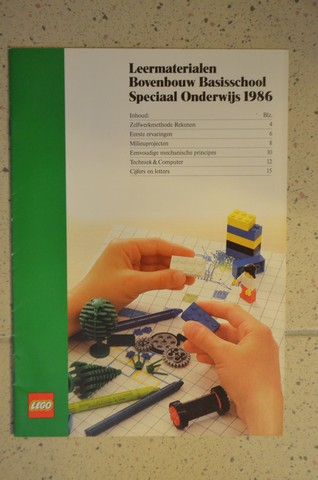 Leermaterialen
Bovenbouw Basisschool
Speciaal Onderwijs 1986
Inhoud: Blz.
Zelfwerkmethode Rekenen 4
Eerste ervaringen 6
Milieuprojecten 8
Eenvoudige mechanische principes 10
Techniek & Computer 12
Cijfers en letters 15
LEGO